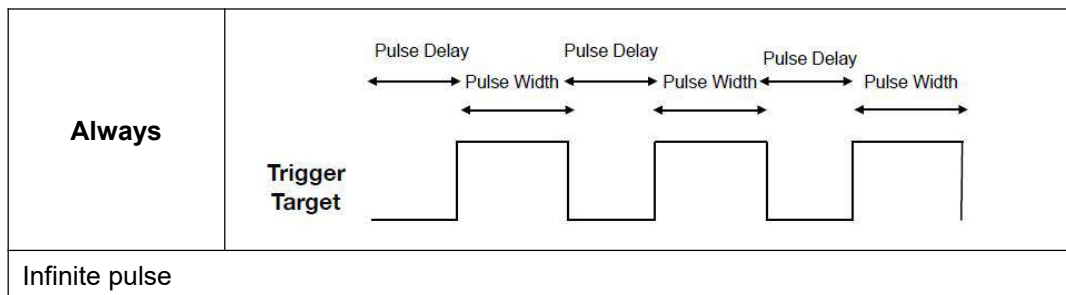 Always
Pulse Delay
Pulse Delay
Pulse Delay
Pulse Width
Pulse Width
Pulse Width
Trigger
Target
Infinite pulse